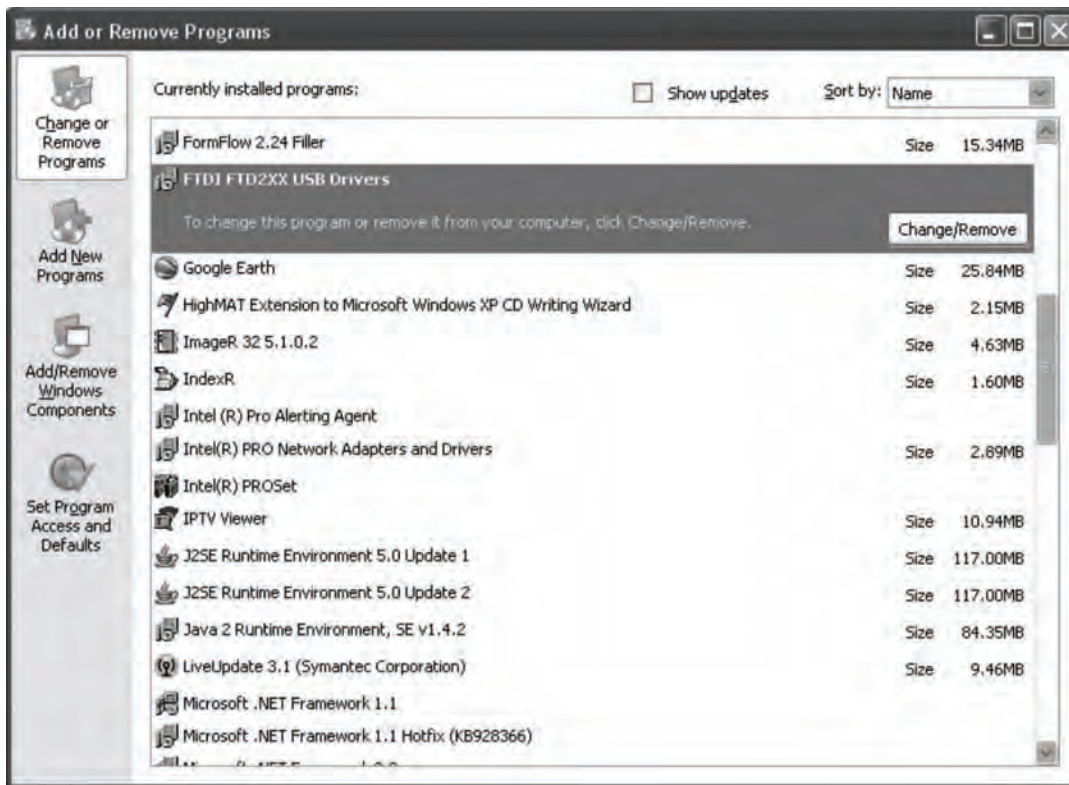 Add or Remove Programs
Change or
Remove
Programs
Add New
Programs
Add/Remove
Windows
Components
Set Program
Access and
Defaults
Currently installed programs:
Show updates
Sort by: Name
FormFlow 2.24 Filler Size 15.34MB
FTDI FTD2XX USB Drivers
To change this program or remove it from your computer, click Change/Remove. Change/Remove
Google Earth Size 25.84MB
HighMAT Extension to Microsoft Windows XP CD Writing Wizard Size 2.15MB
ImageR 32 5.1.0.2 Size 4.63MB
IndexR Size 1.60MB
Intel (R) Pro Alerting Agent
Intel(R) PRO Network Adapters and Drivers Size 2.89MB
Intel(R) PROSet
IPTV Viewer Size 10.94MB
J2SE Runtime Environment 5.0 Update 1 Size 117.00MB
J2SE Runtime Environment 5.0 Update 2 Size 117.00MB
Java 2 Runtime Environment, SE v1.4.2 Size 84.35MB
LiveUpdate 3.1 (Symantec Corporation) Size 9.46MB
Microsoft .NET Framework 1.1
Microsoft .NET Framework 1.1 Hotfix (KB928366)